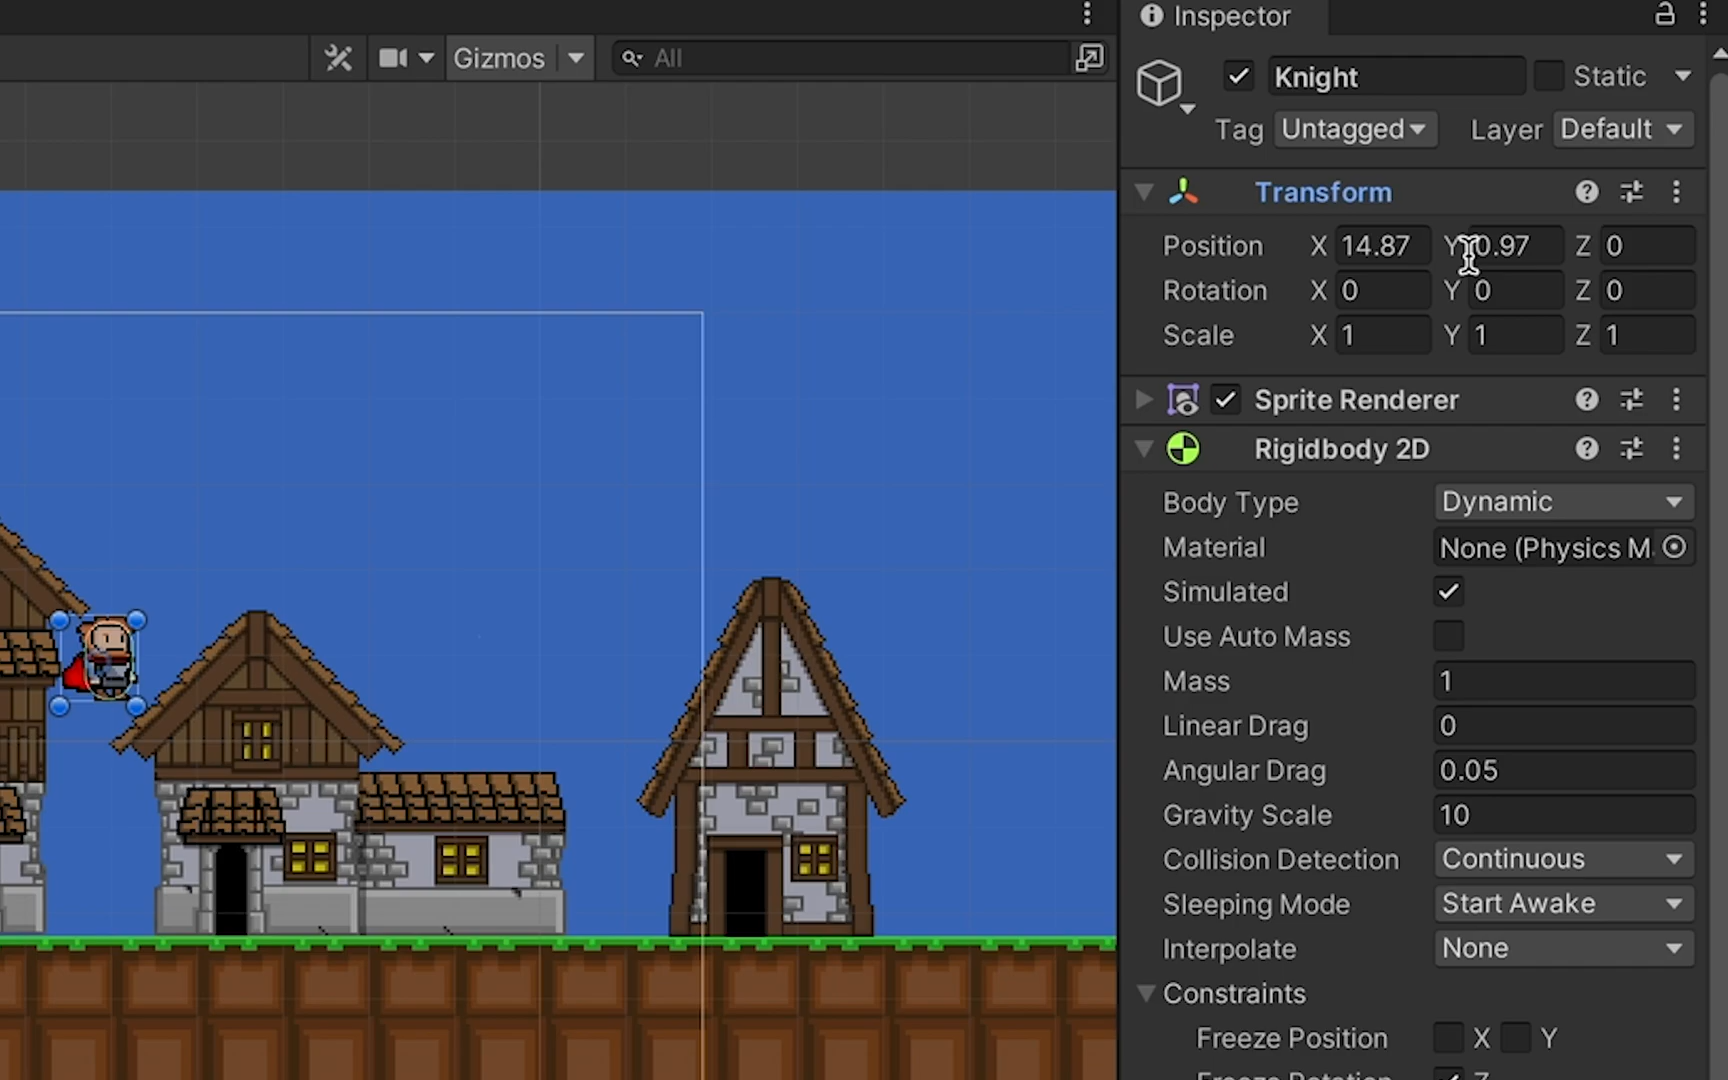 Inspector
Gizmos All
Knight Static
Tag Untagged Layer Default
Transform
Position X 14.87 Y 0.97 Z 0
Rotation X 0 Y 0 Z 0
Scale X 1 Y 1 Z 1
Sprite Renderer
Rigidbody 2D
Body Type Dynamic
Material None (Physics M
Simulated
Use Auto Mass
Mass 1
Linear Drag 0
Angular Drag 0.05
Gravity Scale 10
Collision Detection Continuous
Sleeping Mode Start Awake
Interpolate None
Constraints
Freeze Position X Y
Freeze Rotation Z